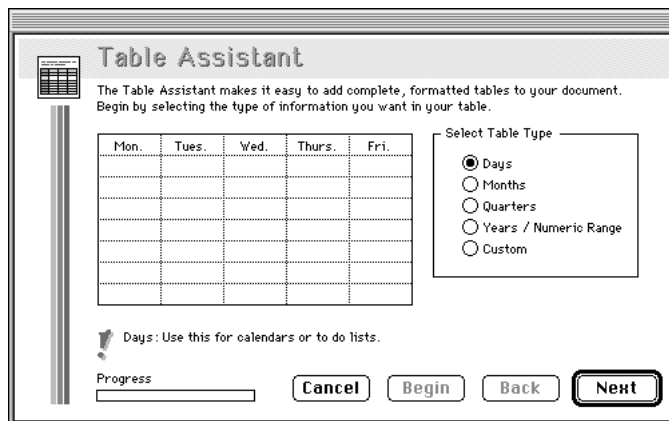 Table Assistant
The Table Assistant makes it easy to add complete, formatted tables to your document.
Begin by selecting the type of information you want in your table.
Mon. Tues. Wed. Thurs. Fri.
Select Table Type
Days
Months
Quarters
Years / Numeric Range
Custom
Days: Use this for calendars or to do lists.
Progress
Cancel Begin Back Next